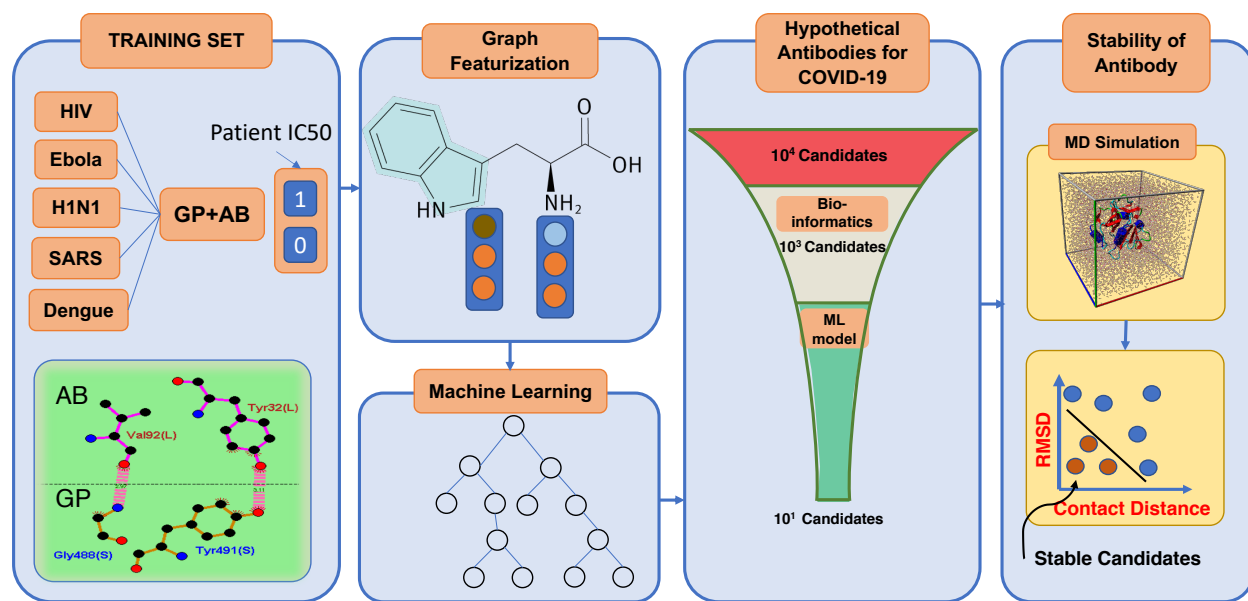 TRAINING SET
HIV
Ebola
H1N1
SARS
Dengue
GP+AB
Patient IC50
1
0
AB
Tyr32(L)
Val92(L)
GP
Gly488(S)
Tyr491(S)
Graph
Featurization
OH
O
HN
NH2
Machine Learning
Hypothetical
Antibodies for
COVID-19
10⁴ Candidates
Bio-
informatics
10³ Candidates
ML
model
10¹ Candidates
Stability of
Antibody
MD Simulation
RMSD
Contact Distance
Stable Candidates